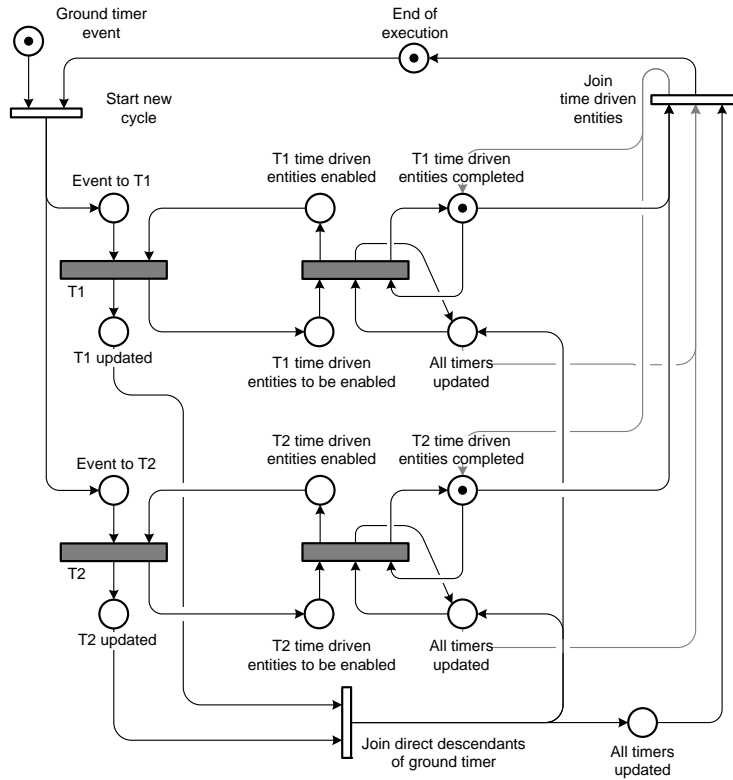 Ground timer
event
End of
execution
Start new
cycle
Join
time driven
entities
Event to T1
T1 time driven
entities enabled
T1 time driven
entities completed
T1
T1 updated
T1 time driven
entities to be enabled
All timers
updated
Event to T2
T2 time driven
entities enabled
T2 time driven
entities completed
T2
T2 updated
T2 time driven
entities to be enabled
All timers
updated
Join direct descendants
of ground timer
All timers
updated